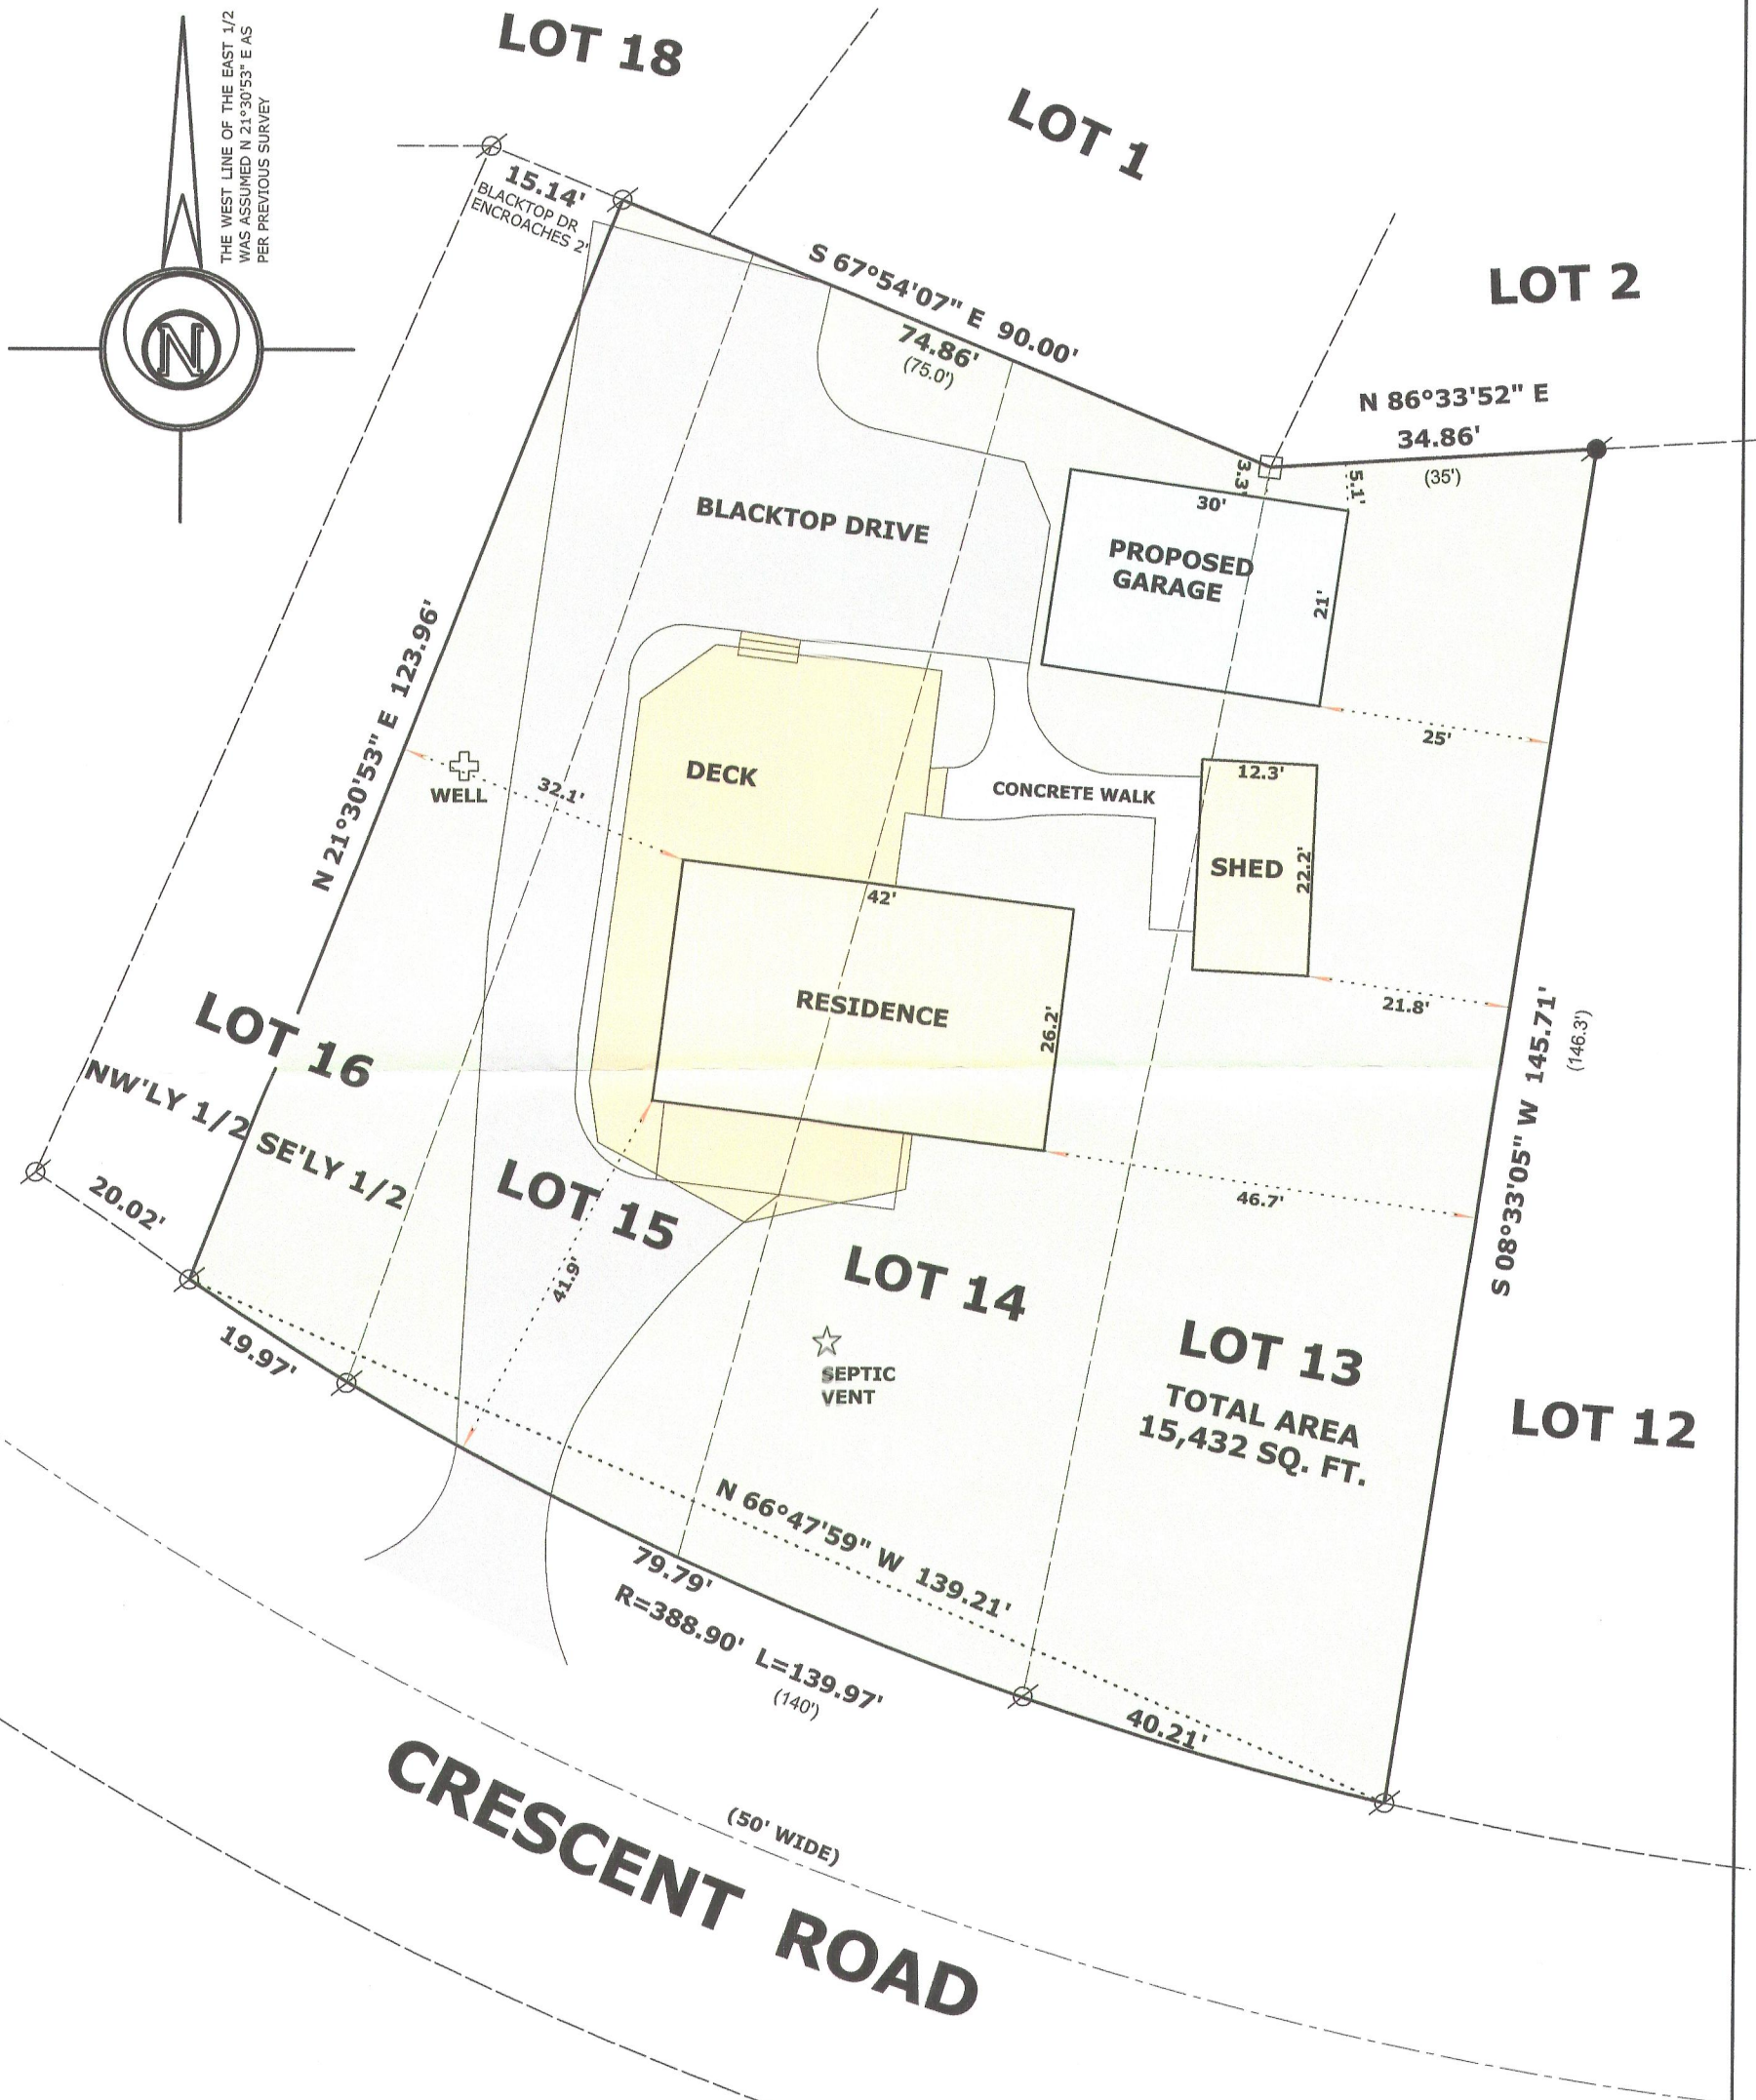 THE WEST LINE OF THE EAST 1/2
WAS ASSUMED N 21°30'53" E AS
PER PREVIOUS SURVEY
N
LOT 18
LOT 1
LOT 2
15.14'
BLACKTOP DR
ENCROACHES 2'
S 67°54'07" E 90.00'
74.86'
(75.0')
N 86°33'52" E
34.86'
(35')
3.3'
5.1'
30'
BLACKTOP DRIVE
PROPOSED
GARAGE
21'
25'
N 21°30'53" E 123.96'
DECK
WELL
32.1'
CONCRETE WALK
12.3'
SHED
22.2'
42'
RESIDENCE
26.2'
21.8'
S 08°33'05" W 145.71'
(146.3')
LOT 16
NW'LY 1/2
SE'LY 1/2
20.02'
LOT 15
46.7'
41.9'
LOT 14
19.97'
SEPTIC
VENT
LOT 13
TOTAL AREA
15,432 SQ. FT.
LOT 12
N 66°47'59" W 139.21'
79.79'
R=388.90' L=139.97'
(140')
40.21'
(50' WIDE)
CRESCENT ROAD